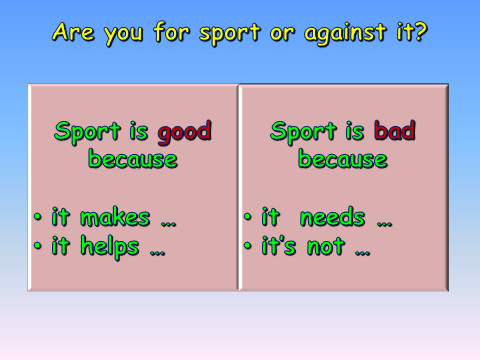 Are you for sport or against it?
Sport is good
because
• it makes …
• it helps …
Sport is bad
because
• it  needs …
• it's not …